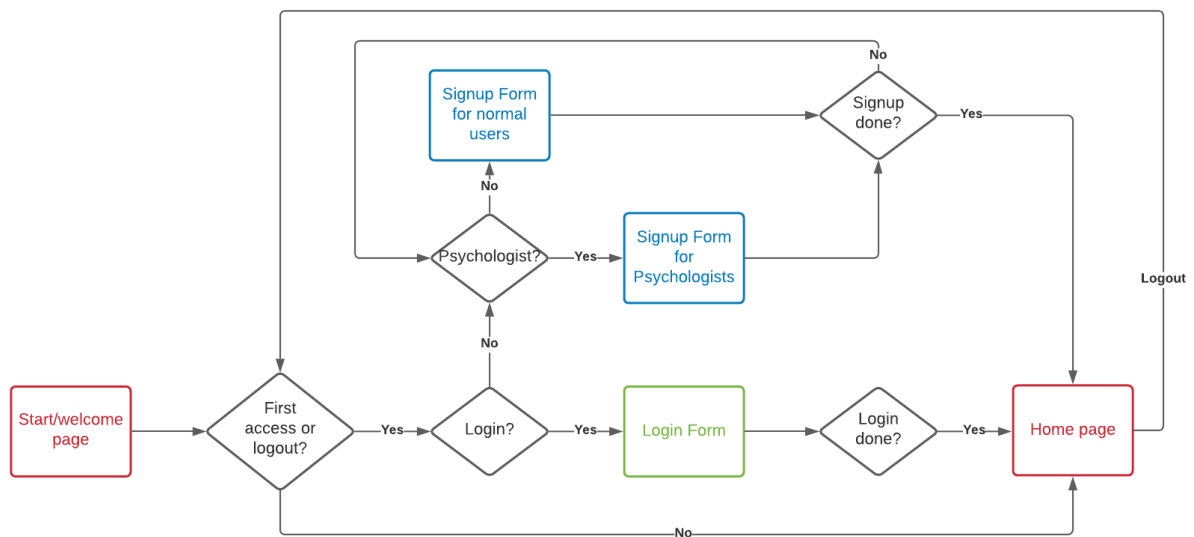 No
Signup Form
for normal
users
Signup
done?
Yes
No
Psychologist?
Yes
Signup Form
for
Psychologists
Logout
No
Start/welcome
page
First
access or
logout?
Yes
Login?
Yes
Login Form
Login
done?
Yes
Home page
No